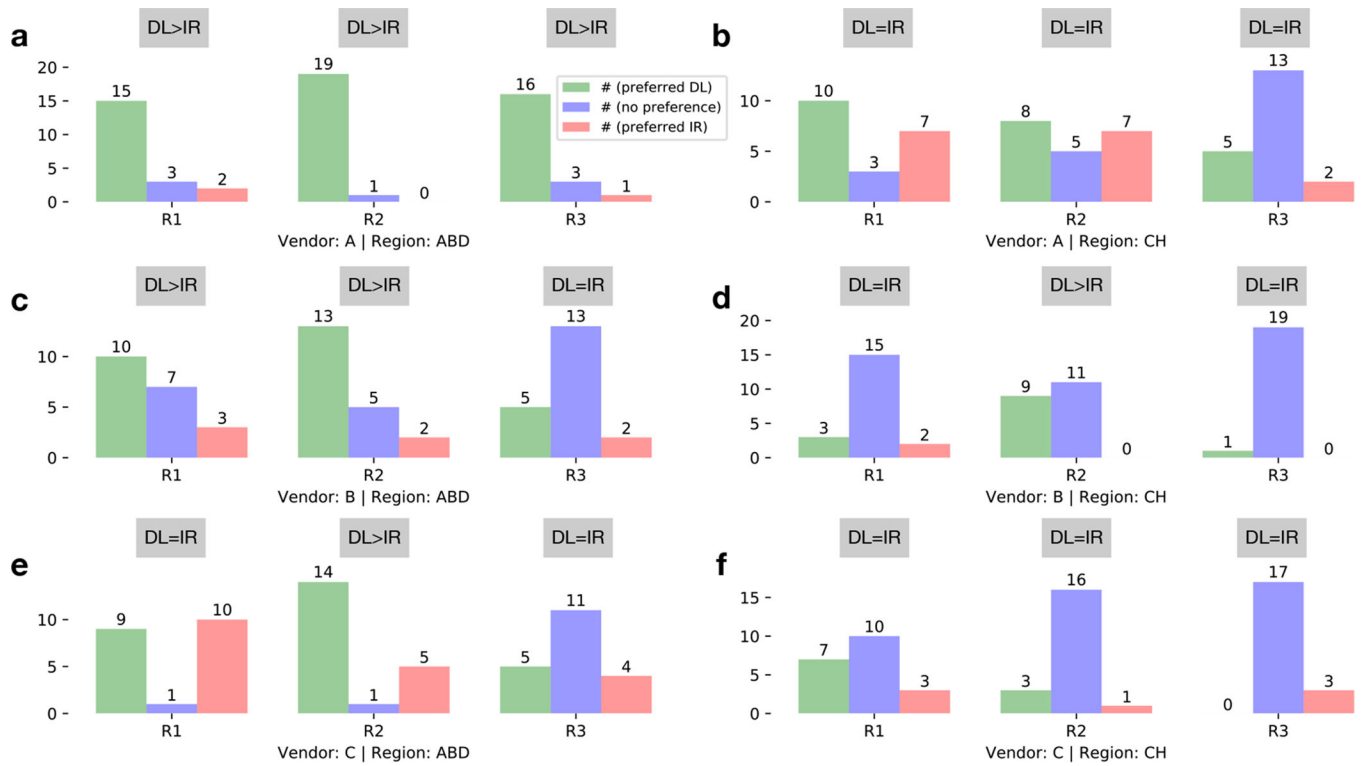 a
DL>IR
DL>IR
DL>IR
20
15
10
5
0
15
3
2
19
1
0
16
3
1
# (preferred DL)
# (no preference)
# (preferred IR)
R1
R2
R3
Vendor: A | Region: ABD
b
DL=IR
DL=IR
DL=IR
10
5
0
10
3
7
8
5
7
5
13
2
R1
R2
R3
Vendor: A | Region: CH
c
DL>IR
DL>IR
DL=IR
10
5
0
10
7
3
13
5
2
5
13
2
R1
R2
R3
Vendor: B | Region: ABD
d
DL=IR
DL>IR
DL=IR
20
15
10
5
0
3
15
2
9
11
0
1
19
0
R1
R2
R3
Vendor: B | Region: CH
e
DL=IR
DL>IR
DL=IR
10
5
0
9
1
10
14
1
5
5
11
4
R1
R2
R3
Vendor: C | Region: ABD
f
DL=IR
DL=IR
DL=IR
15
10
5
0
7
10
3
3
16
1
0
17
3
R1
R2
R3
Vendor: C | Region: CH